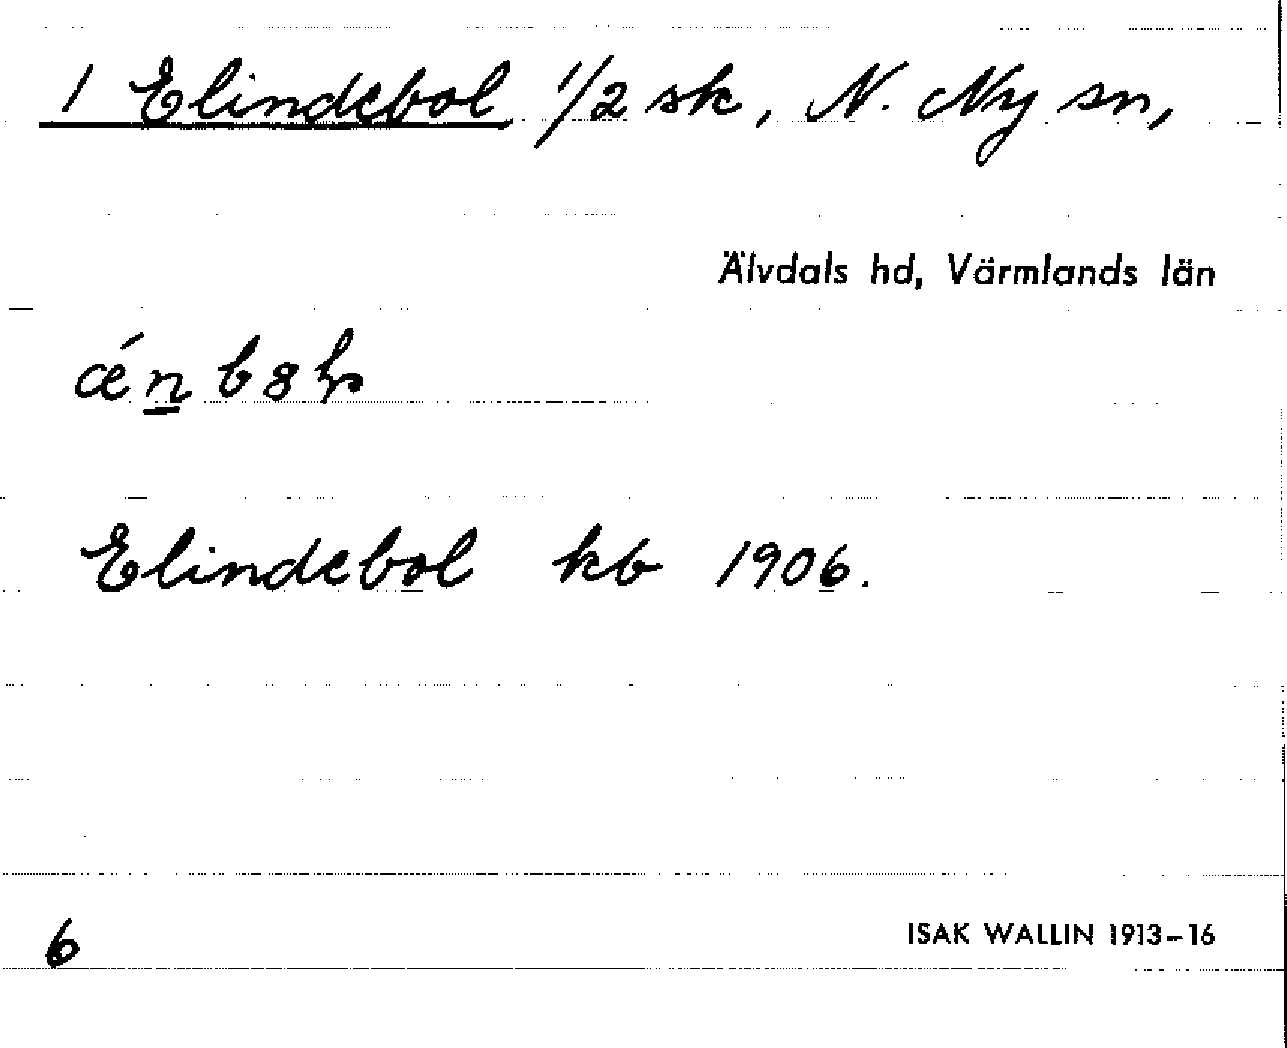 1 Elindebol 1/2 sk, N. Ny sn,
Älvdals hd, Värmlands län
Elindebol kb 1906.
6
ISAK WALLIN 1913-16